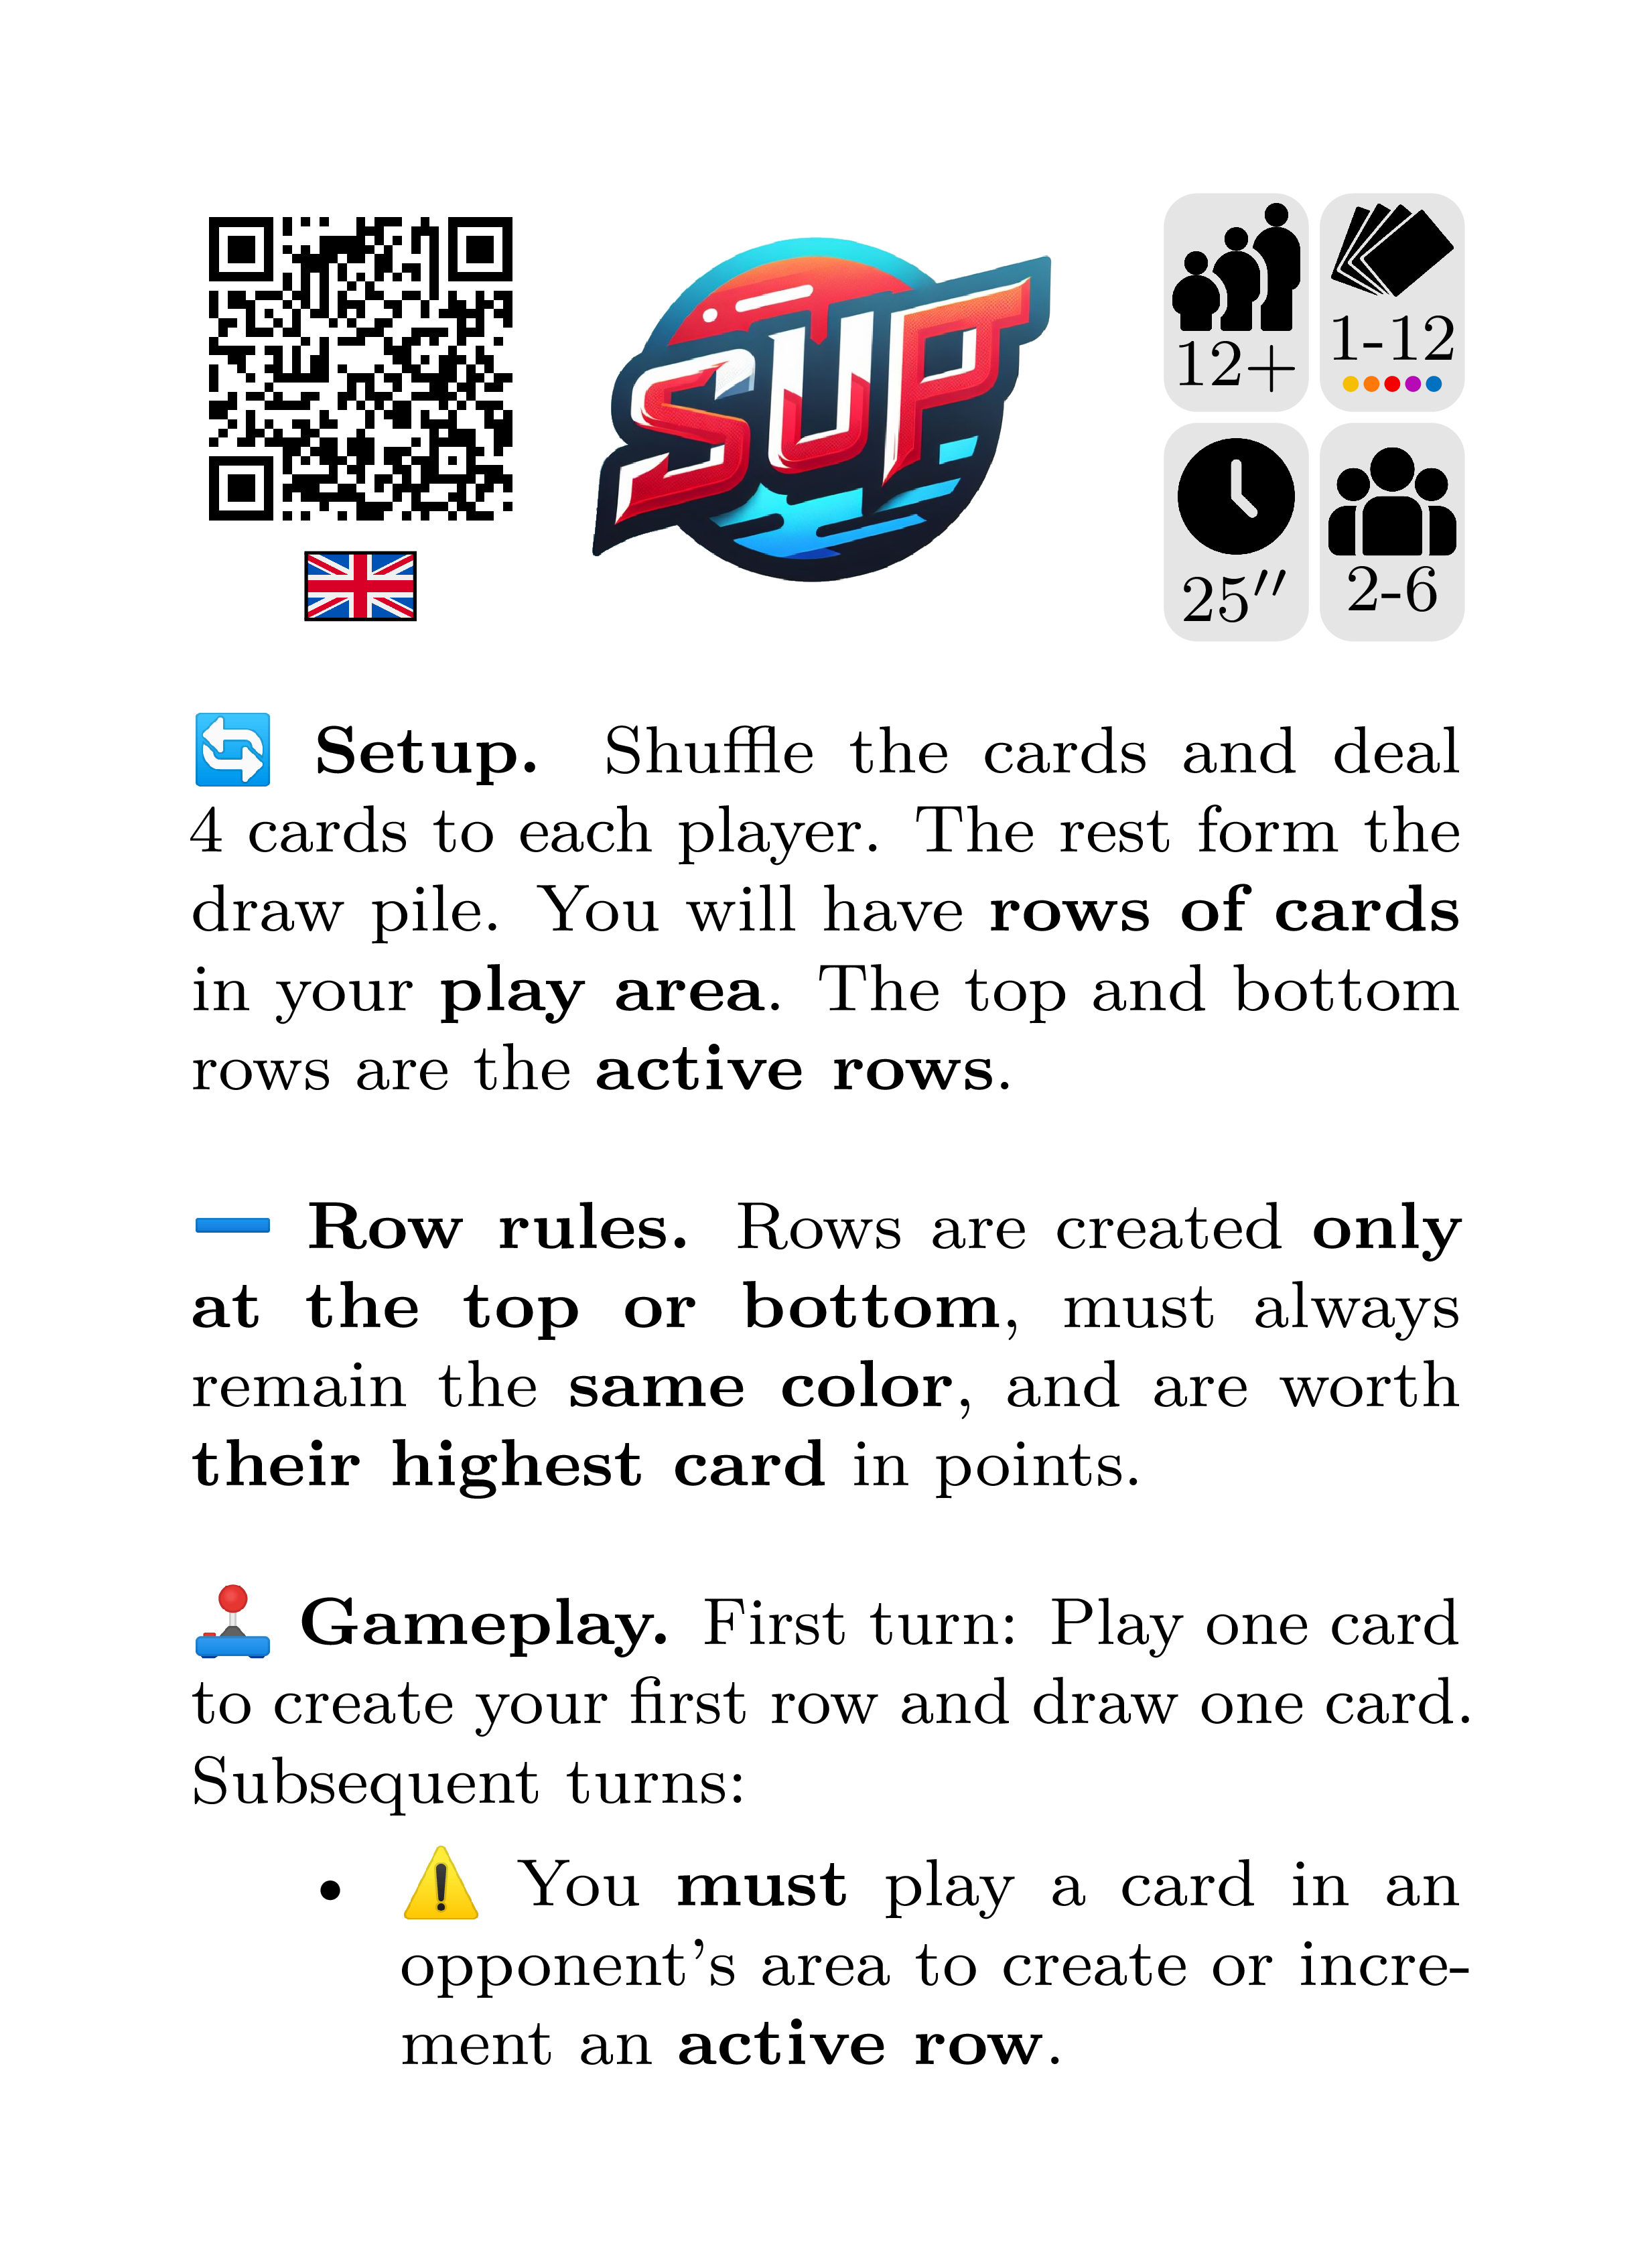 SUP
12+
1-12
25′′
2-6
Setup. Shuffle the cards and deal
4 cards to each player. The rest form the
draw pile. You will have rows of cards
in your play area. The top and bottom
rows are the active rows.
Row rules. Rows are created only
at the top or bottom, must always
remain the same color, and are worth
their highest card in points.
Gameplay. First turn: Play one card
to create your first row and draw one card.
Subsequent turns:
• You must play a card in an
opponent's area to create or incre-
ment an active row.